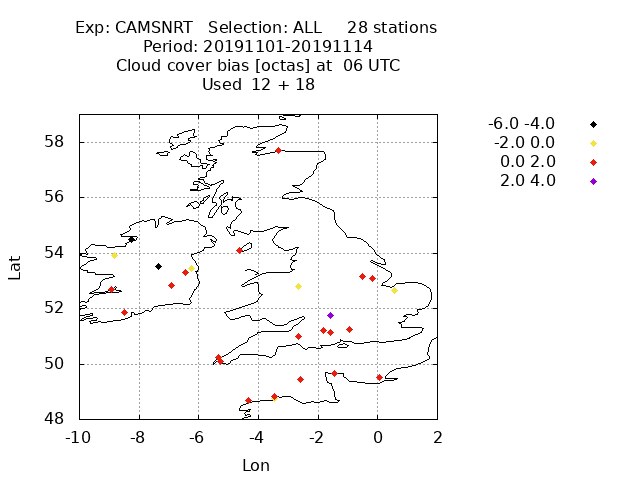 Exp: CAMSNRT Selection: ALL 28 stations
Period: 20191101-20191114
Cloud cover bias [octas] at 06 UTC
Used 12 + 18
-6.0 -4.0
-2.0 0.0
0.0 2.0
2.0 4.0
58
56
54
52
50
48
Lat
-10 -8 -6 -4 -2 0 2
Lon